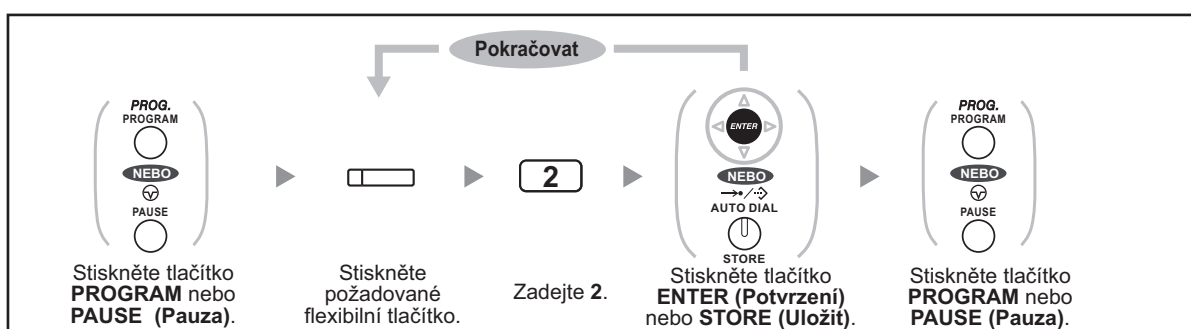 Pokračovat
PROG.
PROGRAM
NEBO
PAUSE
Stiskněte tlačítko
PROGRAM nebo
PAUSE (Pauza).
Stiskněte
požadované
flexibilní tlačítko.
2
Zadejte 2.
ENTER
NEBO
AUTO DIAL
STORE
Stiskněte tlačítko
ENTER (Potvrzení)
nebo STORE (Uložit).
PROG.
PROGRAM
NEBO
PAUSE
Stiskněte tlačítko
PROGRAM nebo
PAUSE (Pauza).